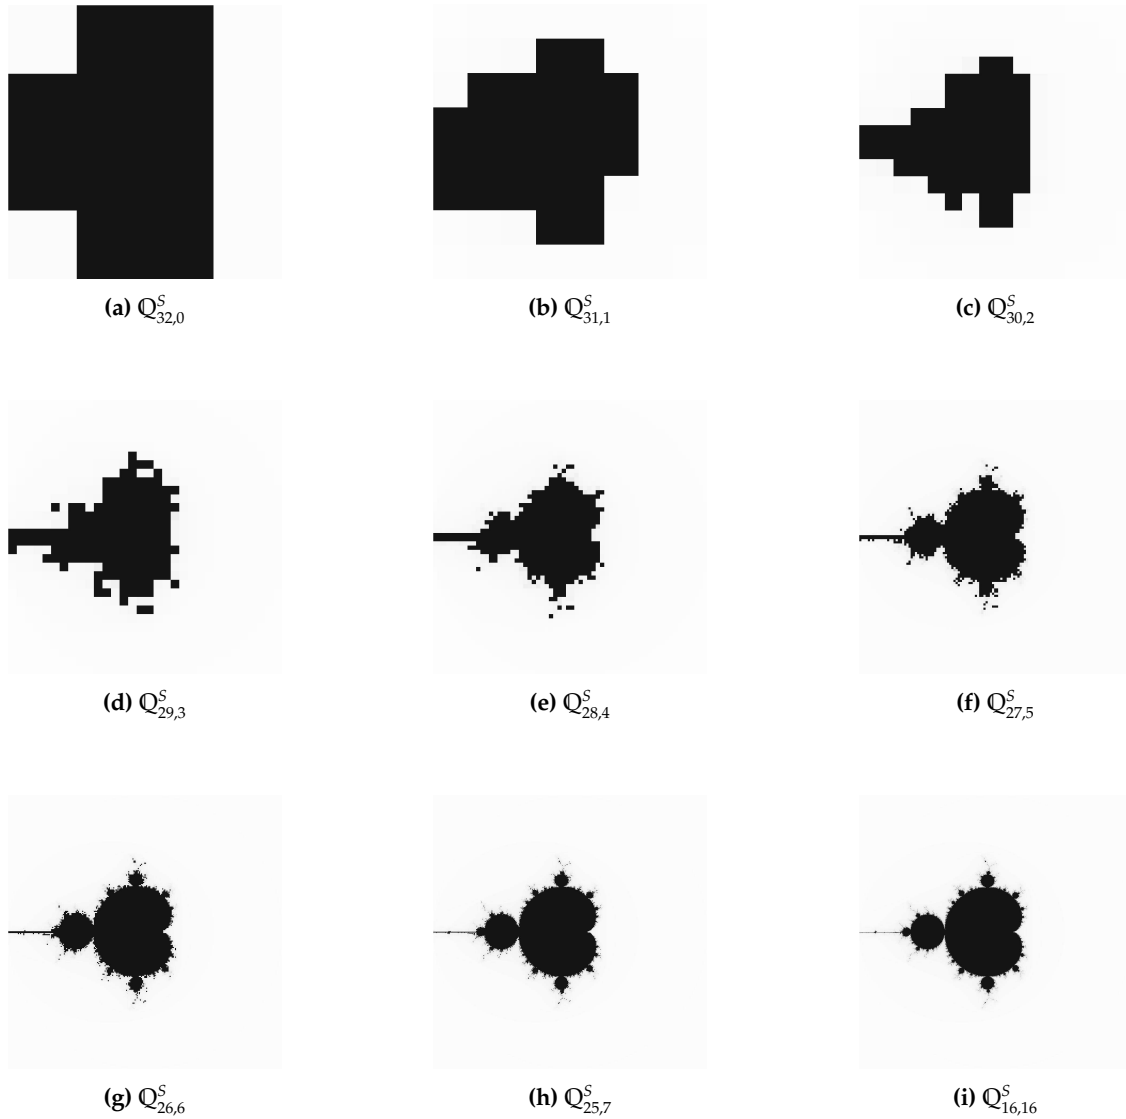 (a) ℚ^S_{32,0}
(b) ℚ^S_{31,1}
(c) ℚ^S_{30,2}
(d) ℚ^S_{29,3}
(e) ℚ^S_{28,4}
(f) ℚ^S_{27,5}
(g) ℚ^S_{26,6}
(h) ℚ^S_{25,7}
(i) ℚ^S_{16,16}